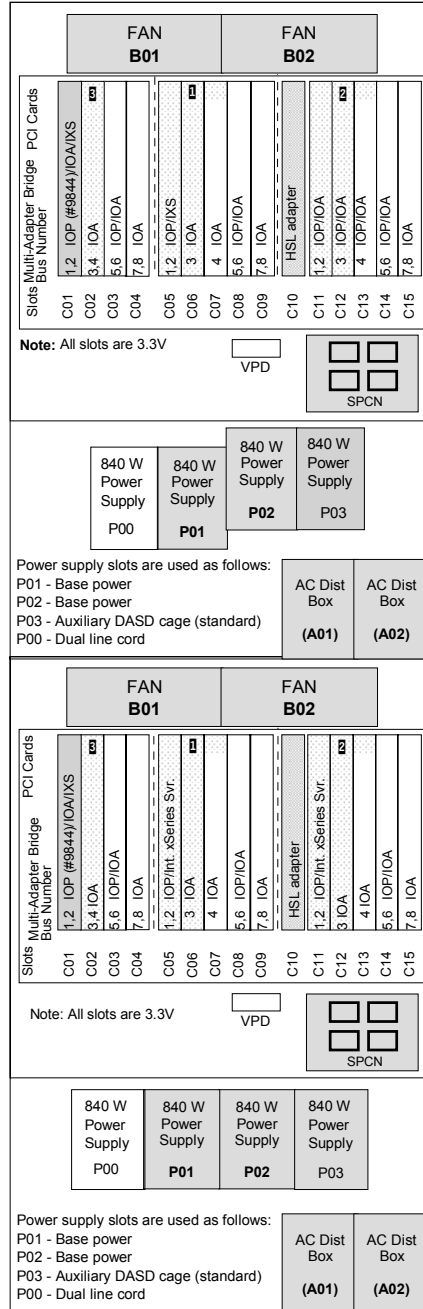 FAN
B01
FAN
B02
Slots Multi-Adapter Bridge PCI Cards
Bus Number
C01 1,2 IOP (#9844)/IOA/IXS
C02 3,4 IOA 3
C03 5,6 IOP/IOA
C04 7,8 IOA
C05 1,2 IOP/IXS
C06 3 IOA 1
C07 4 IOA
C08 5,6 IOP/IOA
C09 7,8 IOA
C10 HSL adapter
C11 1,2 IOP/IOA
C12 3 IOP/IOA 2
C13 4 IOP/IOA
C14 5,6 IOP/IOA
C15 7,8 IOA
Note: All slots are 3.3V
VPD
SPCN
840 W
Power
Supply
P00
840 W
Power
Supply
P01
840 W
Power
Supply
P02
840 W
Power
Supply
P03
Power supply slots are used as follows:
P01 - Base power
P02 - Base power
P03 - Auxiliary DASD cage (standard)
P00 - Dual line cord
AC Dist
Box
(A01)
AC Dist
Box
(A02)
FAN
B01
FAN
B02
Slots Multi-Adapter Bridge PCI Cards
Bus Number
C01 1,2 IOP (#9844)/IOA/IXS
C02 3,4 IOA 3
C03 5,6 IOP/IOA
C04 7,8 IOA
C05 1,2 IOP/Int. xSeries Svr.
C06 3 IOA 1
C07 4 IOA
C08 5,6 IOP/IOA
C09 7,8 IOA
C10 HSL adapter
C11 1,2 IOP/Int. xSeries Svr.
C12 3 IOA 2
C13 4 IOA
C14 5,6 IOP/IOA
C15 7,8 IOA
Note: All slots are 3.3V
VPD
SPCN
840 W
Power
Supply
P00
840 W
Power
Supply
P01
840 W
Power
Supply
P02
840 W
Power
Supply
P03
Power supply slots are used as follows:
P01 - Base power
P02 - Base power
P03 - Auxiliary DASD cage (standard)
P00 - Dual line cord
AC Dist
Box
(A01)
AC Dist
Box
(A02)